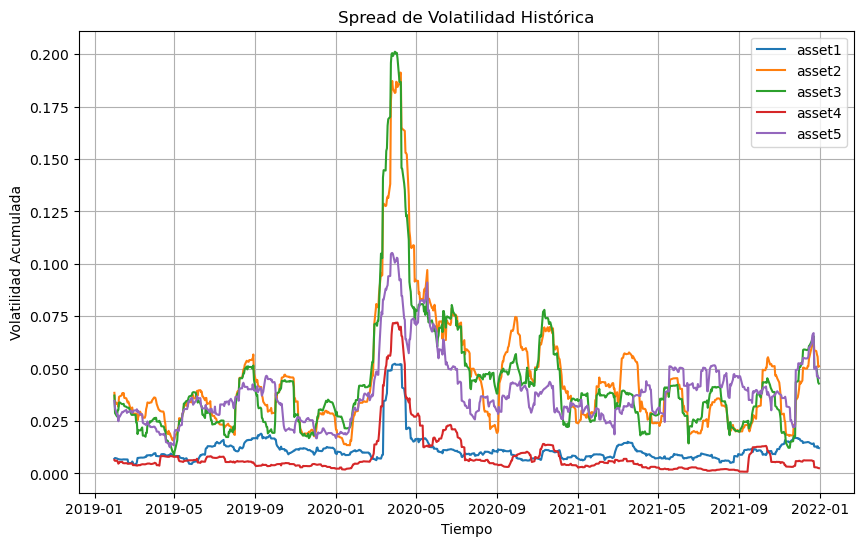 Spread de Volatilidad Histórica
asset1
asset2
asset3
asset4
asset5
Volatilidad Acumulada
0.200
0.175
0.150
0.125
0.100
0.075
0.050
0.025
0.000
2019-01 2019-05 2019-09 2020-01 2020-05 2020-09 2021-01 2021-05 2021-09 2022-01
Tiempo